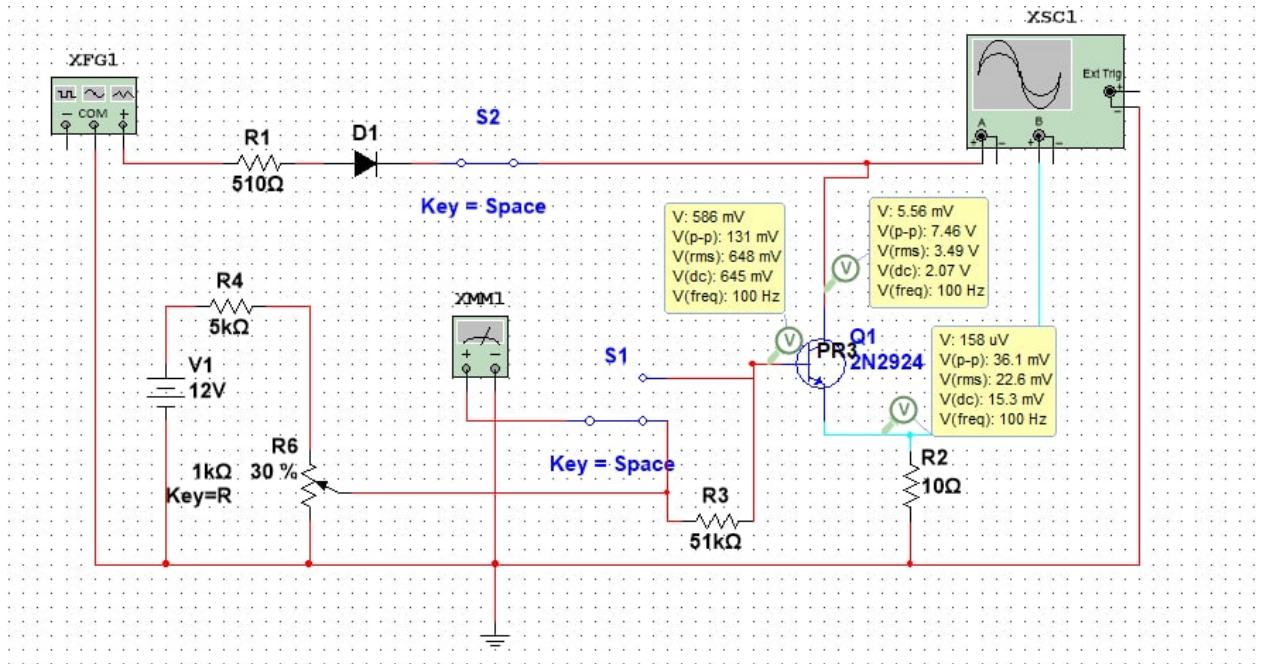 XSC1
XFG1
Ext Trig
+
−
− COM +
A
B
+ −
+ −
S2
R1
D1
510Ω
Key = Space
V: 586 mV
V(p-p): 131 mV
V(rms): 648 mV
V(dc): 645 mV
V(freq): 100 Hz
V: 5.56 mV
V(p-p): 7.46 V
V(rms): 3.49 V
V(dc): 2.07 V
V(freq): 100 Hz
V
V
R4
5kΩ
XMM1
+ −
V1
12V
S1
PR3
Q1
2N2924
V: 158 uV
V(p-p): 36.1 mV
V(rms): 22.6 mV
V(dc): 15.3 mV
V(freq): 100 Hz
V
R6
1kΩ 30 %
Key=R
Key = Space
R3
51kΩ
R2
10Ω